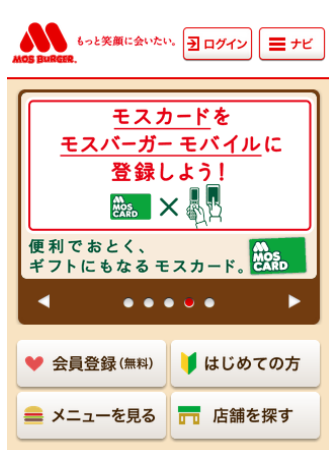 MOS BURGER.
もっと笑顔に会いたい。
ログイン
ナビ
モスカードを
モスバーガー モバイルに
登録しよう!
MOS
CARD
便利でおとく、
ギフトにもなる モスカード。
MOS
CARD
会員登録(無料)
はじめての方
メニューを見る
店舗を探す